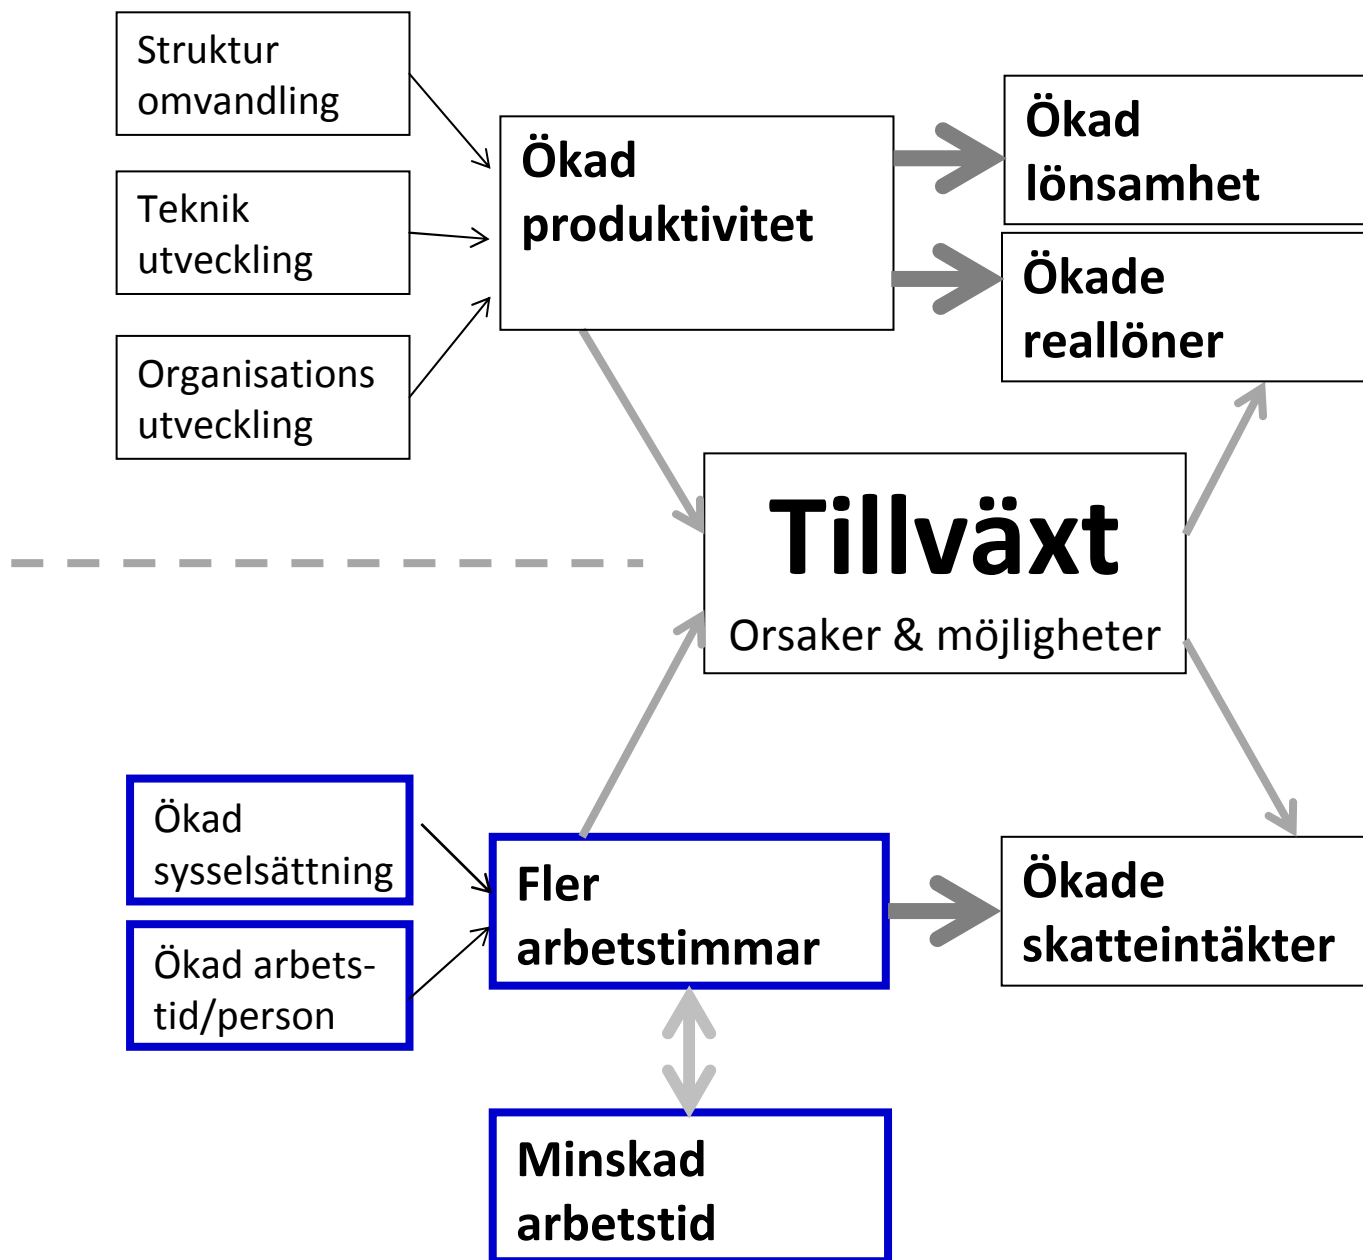 Struktur
omvandling
Teknik
utveckling
Organisations
utveckling
Ökad
produktivitet
Ökad
lönsamhet
Ökade
reallöner
Tillväxt
Orsaker & möjligheter
Ökad
sysselsättning
Ökad arbets-
tid/person
Fler
arbetstimmar
Ökade
skatteintäkter
Minskad
arbetstid